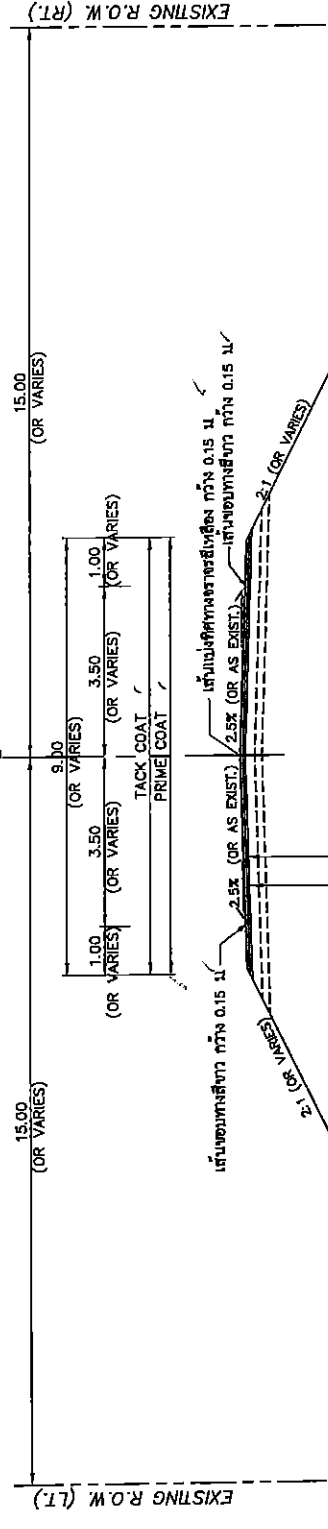 EXISTING R.O.W. (LT.)
EXISTING R.O.W. (RT.)
15.00
(OR VARIES)
15.00
(OR VARIES)
9.00
(OR VARIES)
1.00
(OR VARIES)
3.50
(OR VARIES)
3.50
(OR VARIES)
1.00
(OR VARIES)
TACK COAT
PRIME COAT
เส้นขอบทางสีขาว กว้าง 0.15 ม
เส้นแบ่งทิศทางจราจรสีเหลือง กว้าง 0.15 ม
เส้นขอบทางสีขาว กว้าง 0.15 ม
2.5% (OR AS EXIST.)
2.5% (OR AS EXIST.)
2:1 (OR VARIES)
2:1 (OR VARIES)